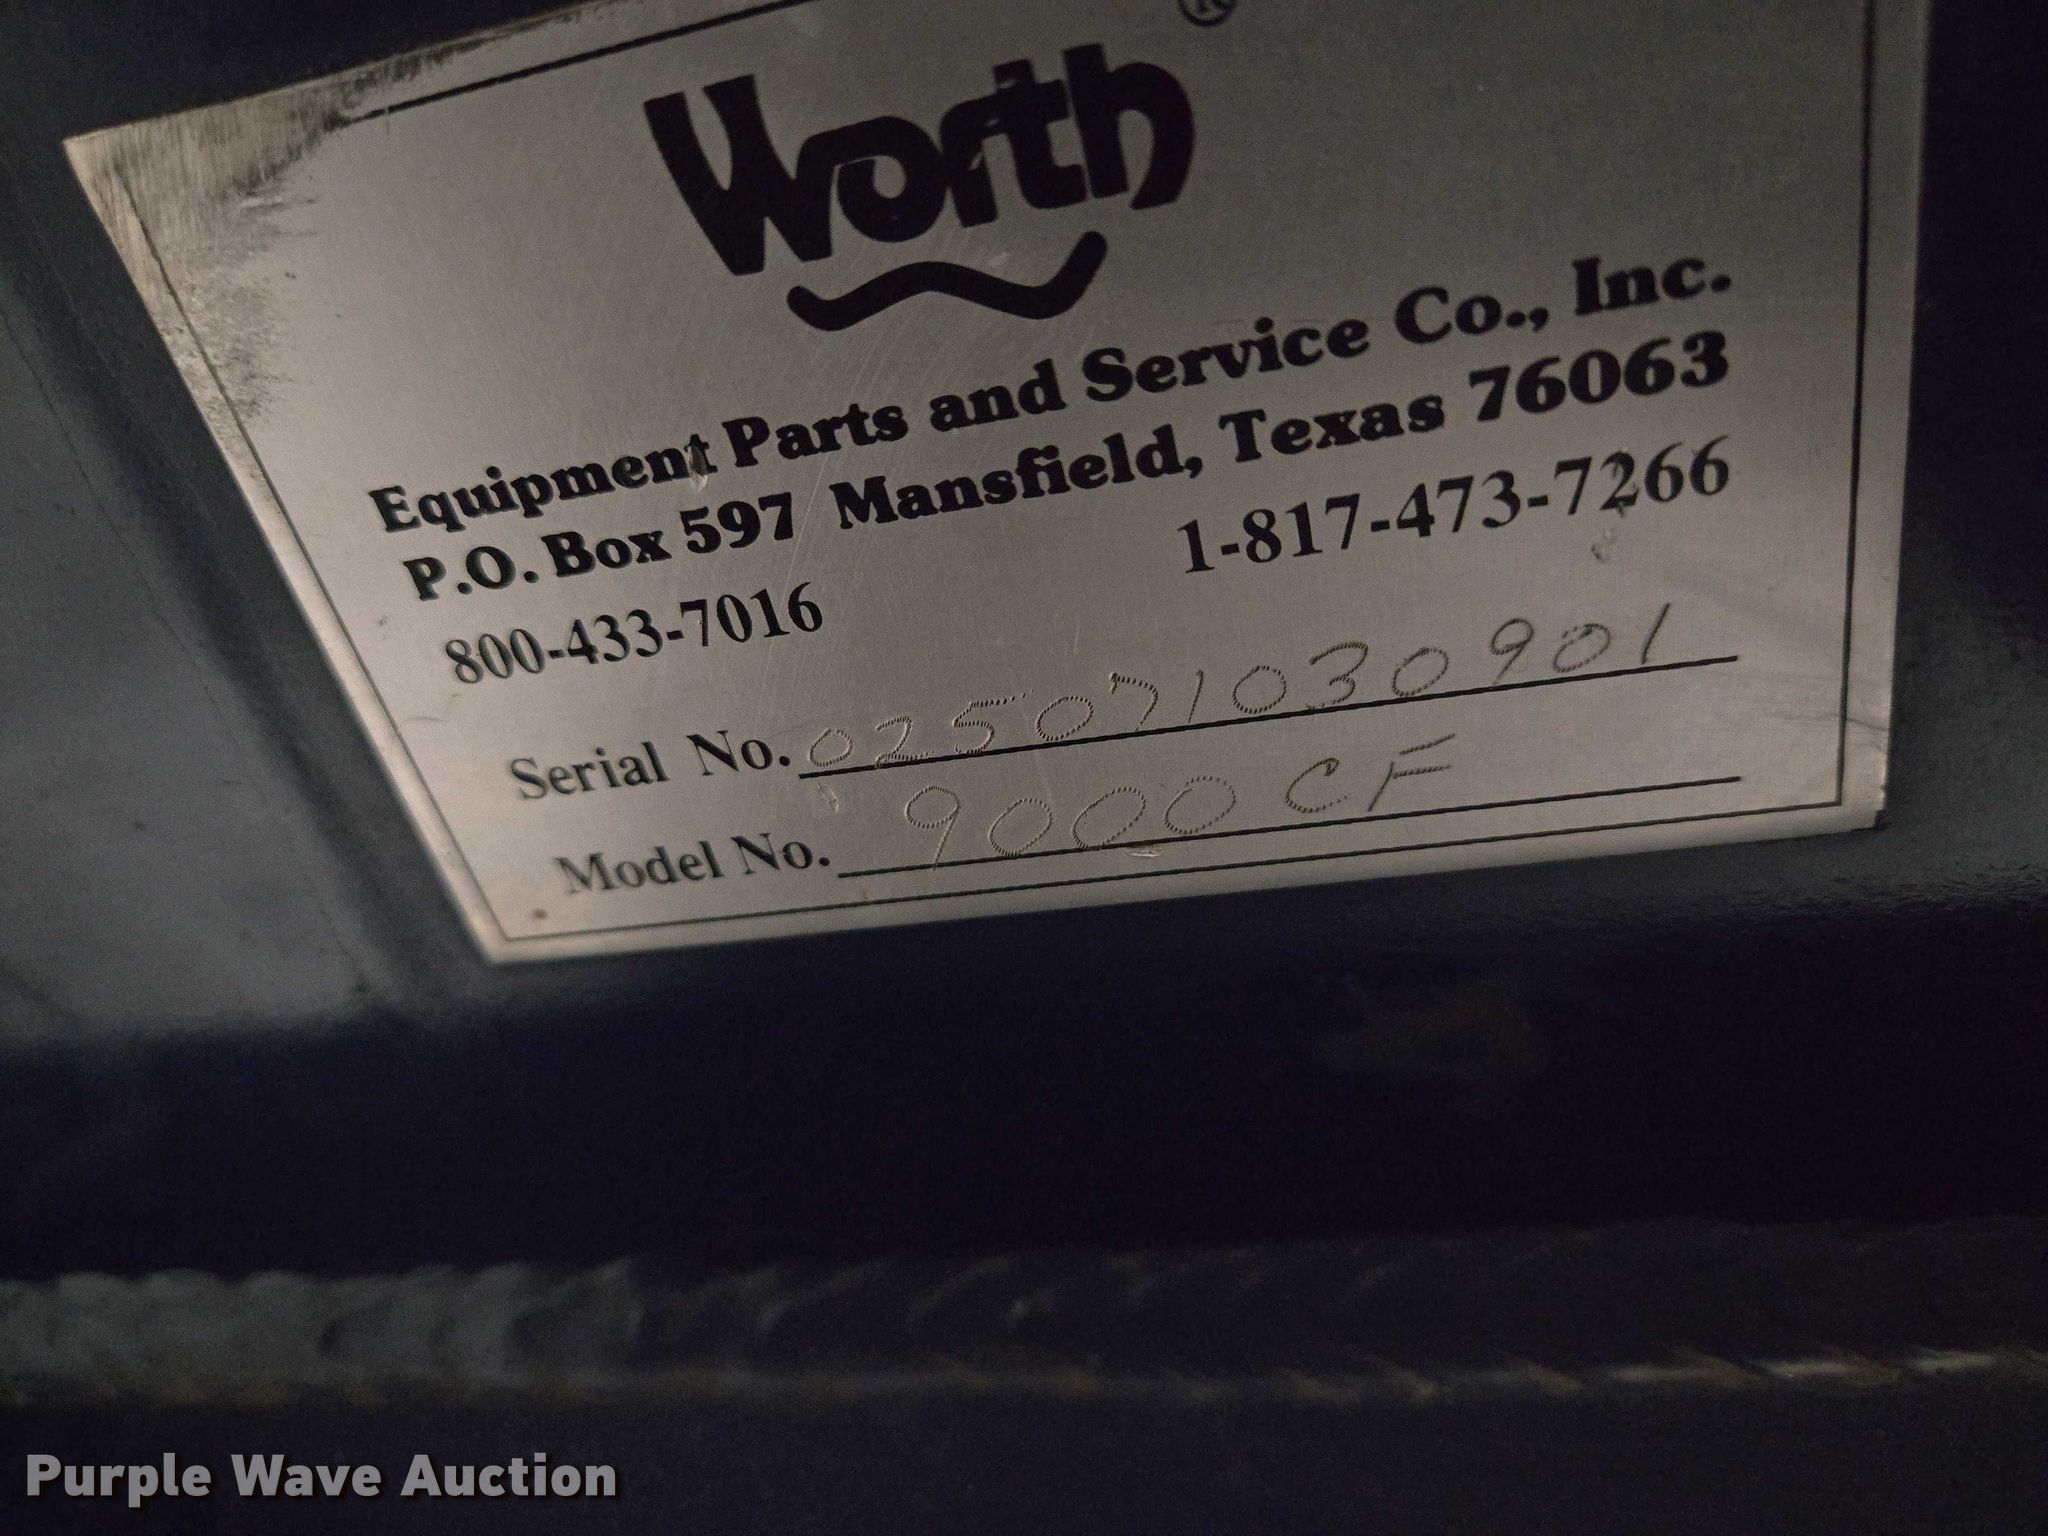 Worth®
Equipment Parts and Service Co., Inc.
P.O. Box 597 Mansfield, Texas 76063
800-433-7016 1-817-473-7266
Serial No. 025071030901
Model No. 9000 CF
Purple Wave Auction